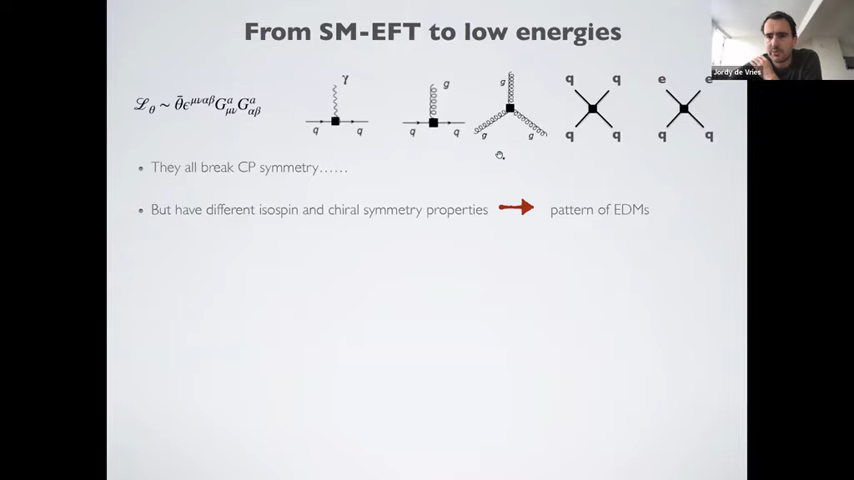 From SM-EFT to low energies
Jordy de Vries
γ
g
g
q q
e e
ℒθ ~ θ̄ϵ^{μναβ}G^a_{μν}G^a_{αβ}
q q
q q
g g
q q
q q
• They all break CP symmetry……
• But have different isospin and chiral symmetry properties pattern of EDMs